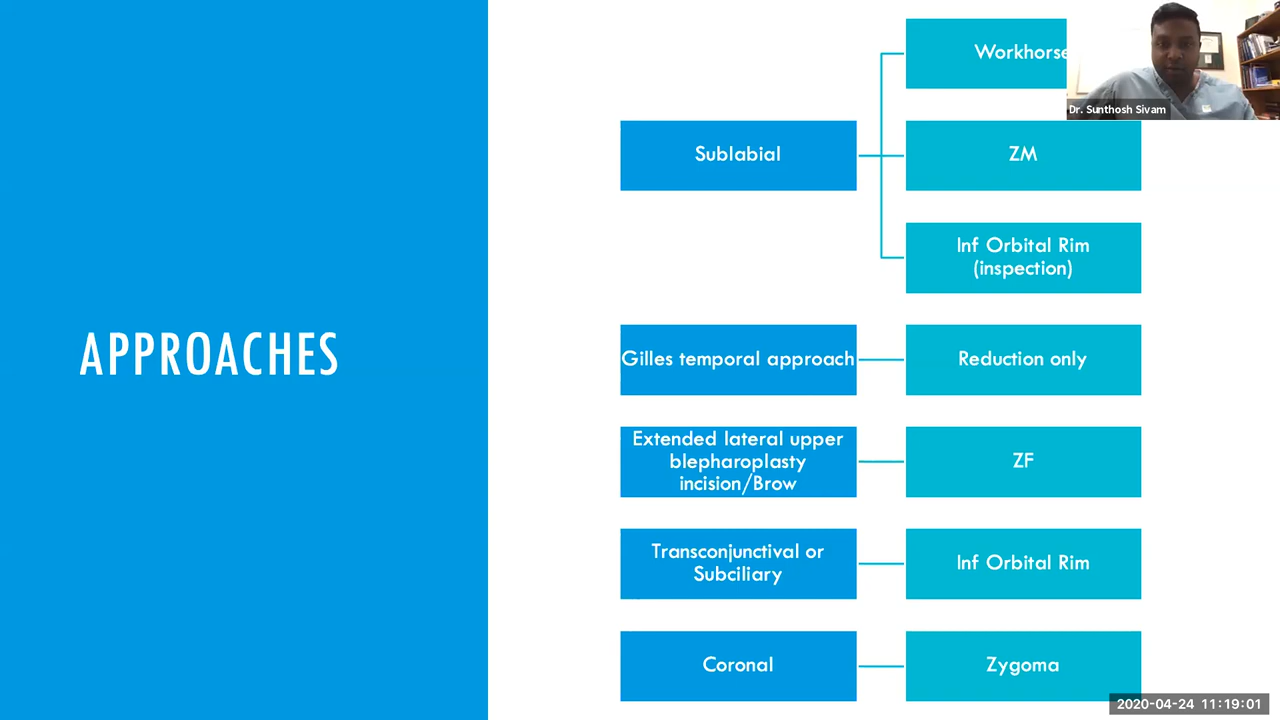 APPROACHES
Sublabial
Workhorse
ZM
Inf Orbital Rim
(inspection)
Gilles temporal approach
Reduction only
Extended lateral upper
blepharoplasty
incision/Brow
ZF
Transconjunctival or
Subciliary
Inf Orbital Rim
Coronal
Zygoma
Dr. Sunthosh Sivam
2020-04-24 11:19:01